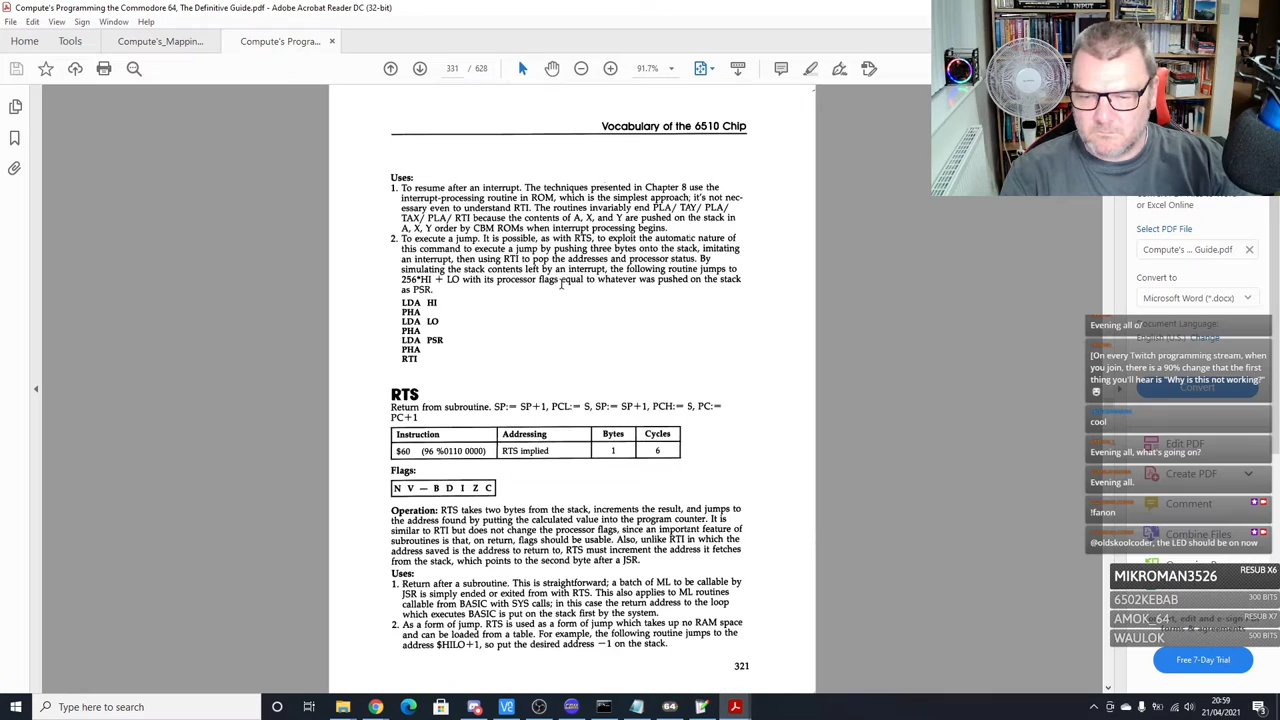 Compute's Programming the Commodore 64, The Definitive Guide.pdf - Adobe Acrobat Reader DC (32-bit)
File Edit View Sign Window Help
Home Tools Compute's_Mappin... Compute's Progra... ×
331 / 628 91.7%
Vocabulary of the 6510 Chip
Uses:
1. To resume after an interrupt. The techniques presented in Chapter 8 use the
interrupt-processing routine in ROM, which is the simplest approach; it's not nec-
essary even to understand RTI. The routines invariably end PLA/ TAY/ PLA/
TAX/ PLA/ RTI because the contents of A, X, and Y are pushed on the stack in
A, X, Y order by CBM ROMs when interrupt processing begins.
2. To execute a jump. It is possible, as with RTS, to exploit the automatic nature of
this command to execute a jump by pushing three bytes onto the stack, imitating
an interrupt, then using RTI to pop the addresses and processor status. By
simulating the stack contents left by an interrupt, the following routine jumps to
256*HI + LO with its processor flags equal to whatever was pushed on the stack
as PSR.
LDA HI
PHA
LDA LO
PHA
LDA PSR
PHA
RTI
RTS
Return from subroutine. SP:= SP+1, PCL:= S, SP:= SP+1, PCH:= S, PC:=
PC+1
Instruction Addressing Bytes Cycles
$60 (96 %0110 0000) RTS implied 1 6
Flags:
N V — B D I Z C
Operation: RTS takes two bytes from the stack, increments the result, and jumps to
the address found by putting the calculated value into the program counter. It is
similar to RTI but does not change the processor flags, since an important feature of
subroutines is that, on return, flags should be usable. Also, unlike RTI in which the
address saved is the address to return to, RTS must increment the address it fetches
from the stack, which points to the second byte after a JSR.
Uses:
1. Return after a subroutine. This is straightforward; a batch of ML to be callable by
JSR is simply ended or exited from with RTS. This also applies to ML routines
callable from BASIC with SYS calls; in this case the return address to the loop
which executes BASIC is put on the stack first by the system.
2. As a form of jump. RTS is used as a form of jump which takes up no RAM space
and can be loaded from a table. For example, the following routine jumps to the
address $HILO+1, so put the desired address −1 on the stack.
321
INPUT
or Excel Online
Select PDF File
Compute's ... Guide.pdf
Convert to
Microsoft Word (*.docx)
Document Language:
English (U.S.) Change
Convert
Edit PDF
Create PDF
Comment
Combine Files
edit and e-sign
forms & agreements
Free 7-Day Trial
Evening all o/
[On every Twitch programming stream, when
you join, there is a 90% change that the first
thing you'll hear is "Why is this not working?"
cool
Evening all, what's going on?
Evening all.
!fanon
@oldskoolcoder, the LED should be on now
MIKROMAN3526 RESUB X6
6502KEBAB 300 BITS
AMOK_64 RESUB X7
WAULOK 500 BITS
Type here to search
20:59
21/04/2021
3